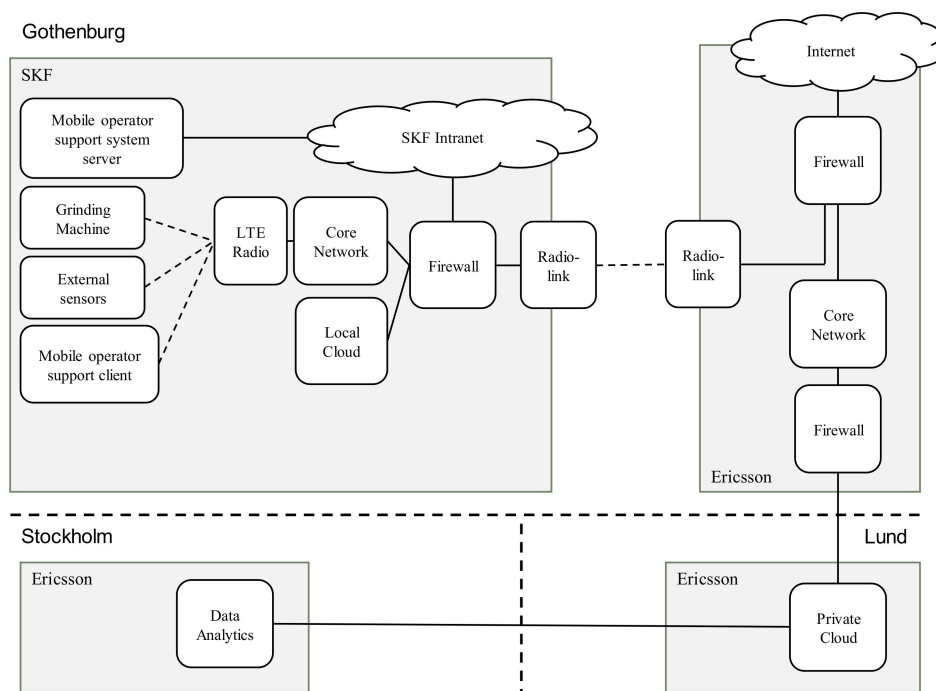 Gothenburg
SKF
Mobile operator
support system
server
SKF Intranet
Grinding
Machine
External
sensors
Mobile operator
support client
LTE
Radio
Core
Network
Local
Cloud
Firewall
Radio-
link
Radio-
link
Internet
Firewall
Core
Network
Firewall
Ericsson
Stockholm
Ericsson
Data
Analytics
Lund
Ericsson
Private
Cloud